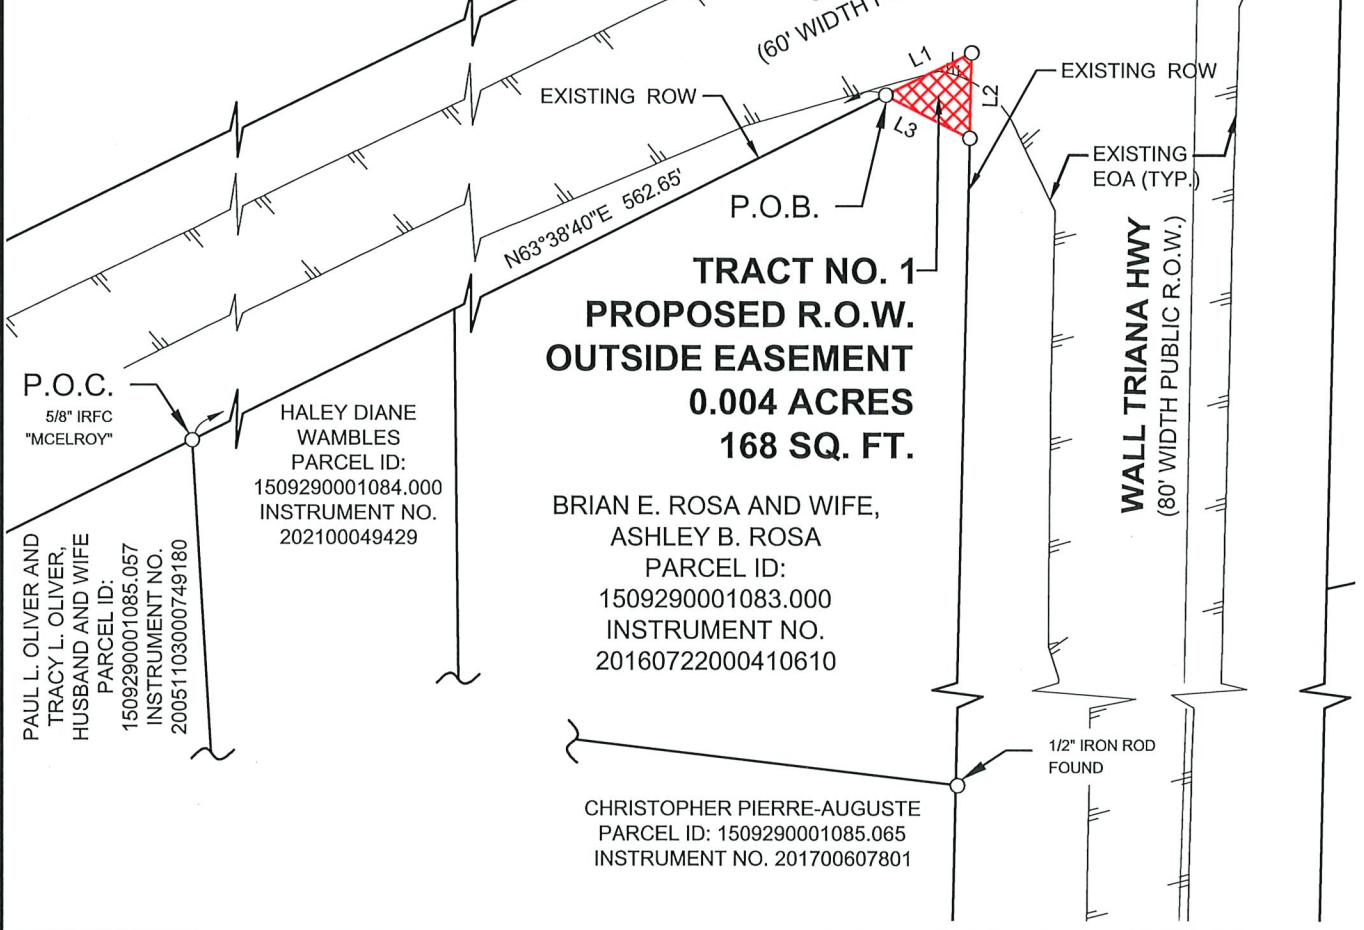 (60' WIDTH
L1
EXISTING ROW
L2
EXISTING ROW
L3
EXISTING
EOA (TYP.)
N63°38'40"E 562.65'
P.O.B.
TRACT NO. 1
PROPOSED R.O.W.
OUTSIDE EASEMENT
0.004 ACRES
168 SQ. FT.
WALL TRIANA HWY
(80' WIDTH PUBLIC R.O.W.)
P.O.C.
5/8" IRFC
"MCELROY"
HALEY DIANE
WAMBLES
PARCEL ID:
1509290001084.000
INSTRUMENT NO.
202100049429
BRIAN E. ROSA AND WIFE,
ASHLEY B. ROSA
PARCEL ID:
1509290001083.000
INSTRUMENT NO.
20160722000410610
PAUL L. OLIVER AND
TRACY L. OLIVER,
HUSBAND AND WIFE
PARCEL ID:
1509290001085.057
INSTRUMENT NO.
20051103000749180
1/2" IRON ROD
FOUND
CHRISTOPHER PIERRE-AUGUSTE
PARCEL ID: 1509290001085.065
INSTRUMENT NO. 201700607801